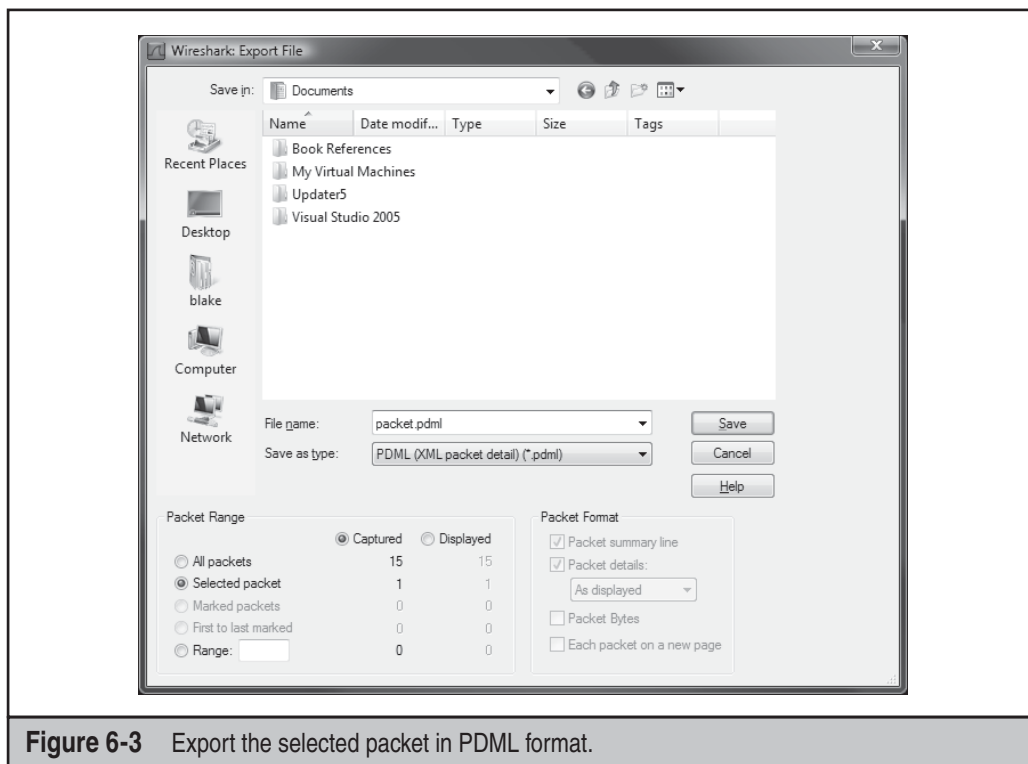 Wireshark: Export File
Save in: Documents
Name Date modif... Type Size Tags
Recent Places
Desktop
blake
Computer
Network
Book References
My Virtual Machines
Updater5
Visual Studio 2005
File name: packet.pdml Save
Save as type: PDML (XML packet detail) (*.pdml) Cancel
Help
Packet Range
Captured Displayed
All packets 15 15
Selected packet 1 1
Marked packets 0 0
First to last marked 0 0
Range: 0 0
Packet Format
Packet summary line
Packet details:
As displayed
Packet Bytes
Each packet on a new page
Figure 6-3 Export the selected packet in PDML format.